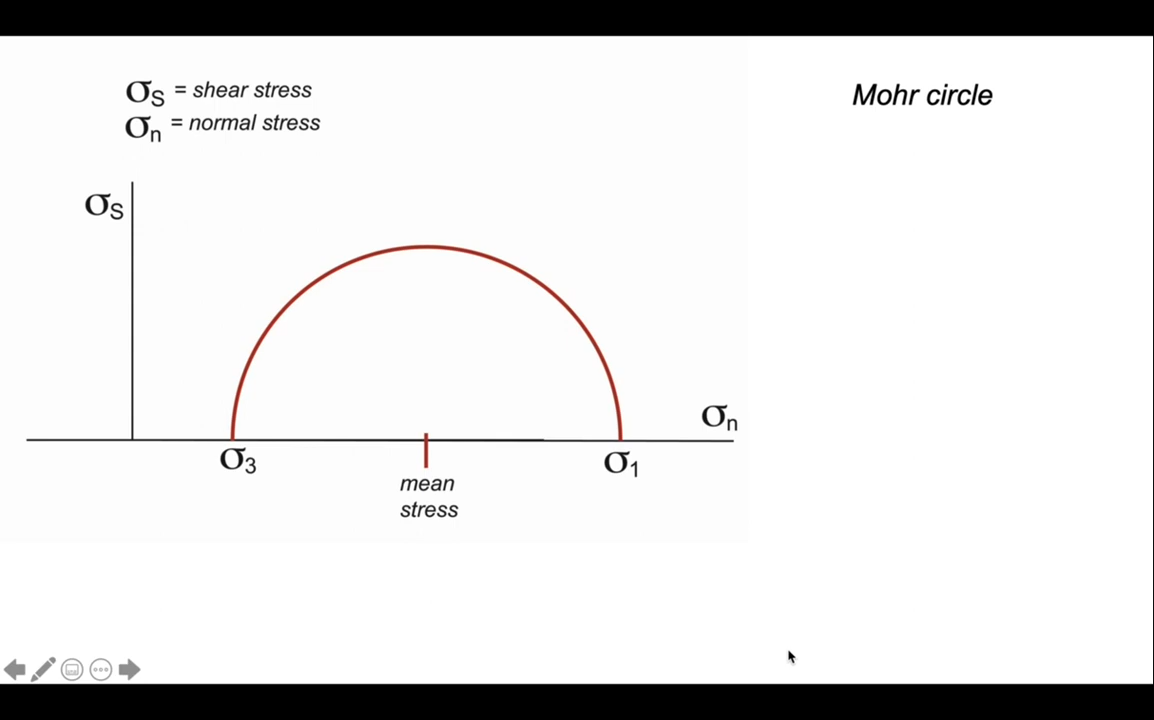 σS = shear stress
Mohr circle
σn = normal stress
σS
σn
σ3
σ1
mean
stress